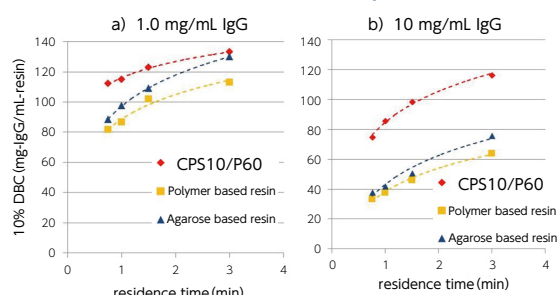 a) 1.0 mg/mL IgG
10% DBC (mg-IgG/mL-resin)
140
120
100
80
60
40
20
0
CPS10/P60
Polymer based resin
Agarose based resin
0 1 2 3 4
residence time (min)
b) 10 mg/mL IgG
140
120
100
80
60
40
20
0
CPS10/P60
Polymer based resin
Agarose based resin
0 1 2 3 4
residence time (min)